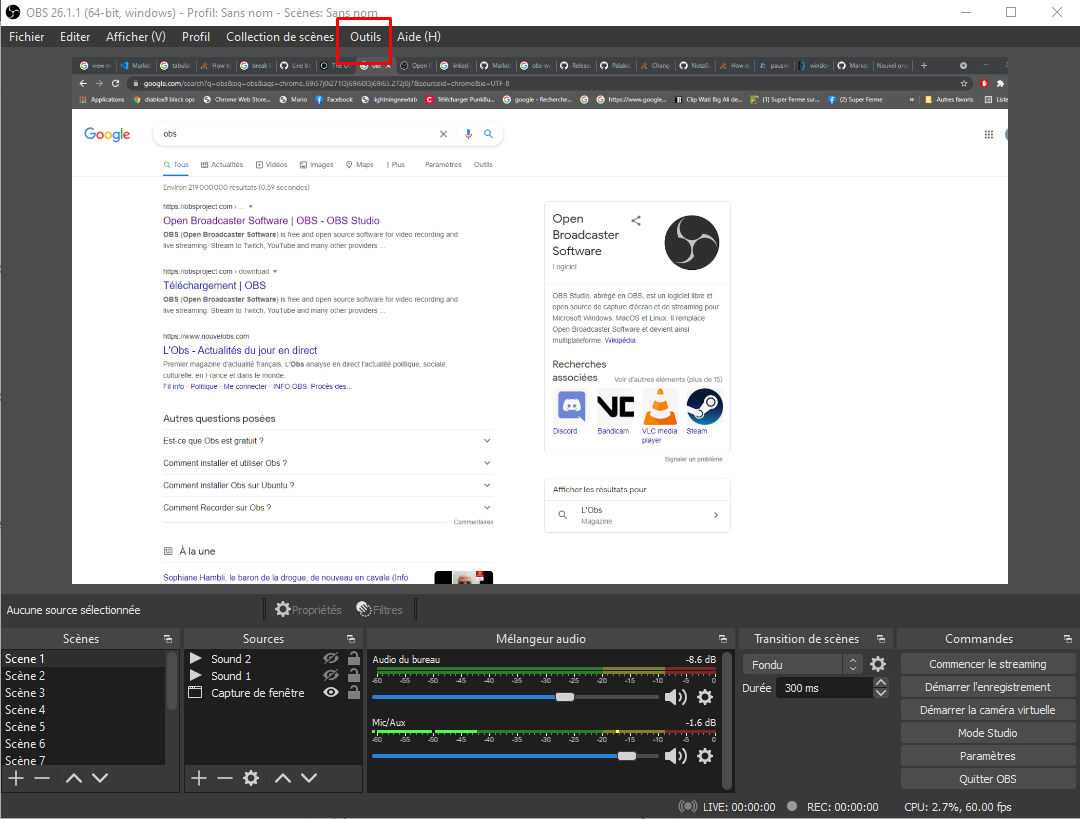 OBS 26.1.1 (64-bit, windows) - Profil: Sans nom - Scènes: Sans nom
Fichier Editer Afficher (V) Profil Collection de scènes Outils Aide (H)
google.com/search?q=obs&oq=obs&aqs=chrome..
Applications diablox9 black ops Chrome Web Store... Mario Facebook lightningnewtab Télécharger PunkBu... google - Recherche... https://www.google... Clip Wati Big Ali de... (1) Super Ferme sur... (2) Super Ferme » Autres favoris Liste
Google obs
Tous Actualités Vidéos Images Maps Plus Paramètres Outils
Environ 219 000 000 résultats (0,59 secondes)
https://obsproject.com › ...
Open Broadcaster Software | OBS - OBS Studio
OBS (Open Broadcaster Software) is free and open source software for video recording and
live streaming. Stream to Twitch, YouTube and many other providers ...
https://obsproject.com › download
Téléchargement | OBS
OBS (Open Broadcaster Software) is free and open source software for video recording and
live streaming. Stream to Twitch, YouTube and many other providers ...
https://www.nouvelobs.com
L'Obs - Actualités du jour en direct
Premier magazine d'actualité français, L'Obs analyse en direct l'actualité politique, sociale,
culturelle, en France et dans le monde.
Fil info · Politique · Me connecter · INFO OBS. Procès des...
Autres questions posées
Est-ce que Obs est gratuit ?
Comment installer et utiliser Obs ?
Comment installer Obs sur Ubuntu ?
Comment Recorder sur Obs ?
Commentaires
À la une
Sophiane Hambli, le baron de la drogue, de nouveau en cavale (Info
Open
Broadcaster
Software
Logiciel
OBS Studio, abrégé en OBS, est un logiciel libre et
open source de capture d'écran et de streaming pour
Microsoft Windows, MacOS et Linux. Il remplace
Open Broadcaster Software et devient ainsi
multiplateforme. Wikipédia
Recherches
associées
Voir d'autres éléments (plus de 15)
Discord Bandicam VLC media Steam
player
Signaler un problème
Afficher les résultats pour
L'Obs
Magazine
Aucune source sélectionnée Propriétés Filtres
Scènes
Scene 1
Scène 2
Scène 3
Scène 4
Scène 5
Scène 6
Scène 7
Sources
Sound 2
Sound 1
Capture de fenêtre
Mélangeur audio
Audio du bureau -8.6 dB
-60 -55 -50 -45 -40 -35 -30 -25 -20 -15 -10 -5 0
Mic/Aux -1.6 dB
-60 -55 -50 -45 -40 -35 -30 -25 -20 -15 -10 -5 0
Transition de scènes
Fondu
Durée 300 ms
Commandes
Commencer le streaming
Démarrer l'enregistrement
Démarrer la caméra virtuelle
Mode Studio
Paramètres
Quitter OBS
LIVE: 00:00:00 REC: 00:00:00 CPU: 2.7%, 60.00 fps